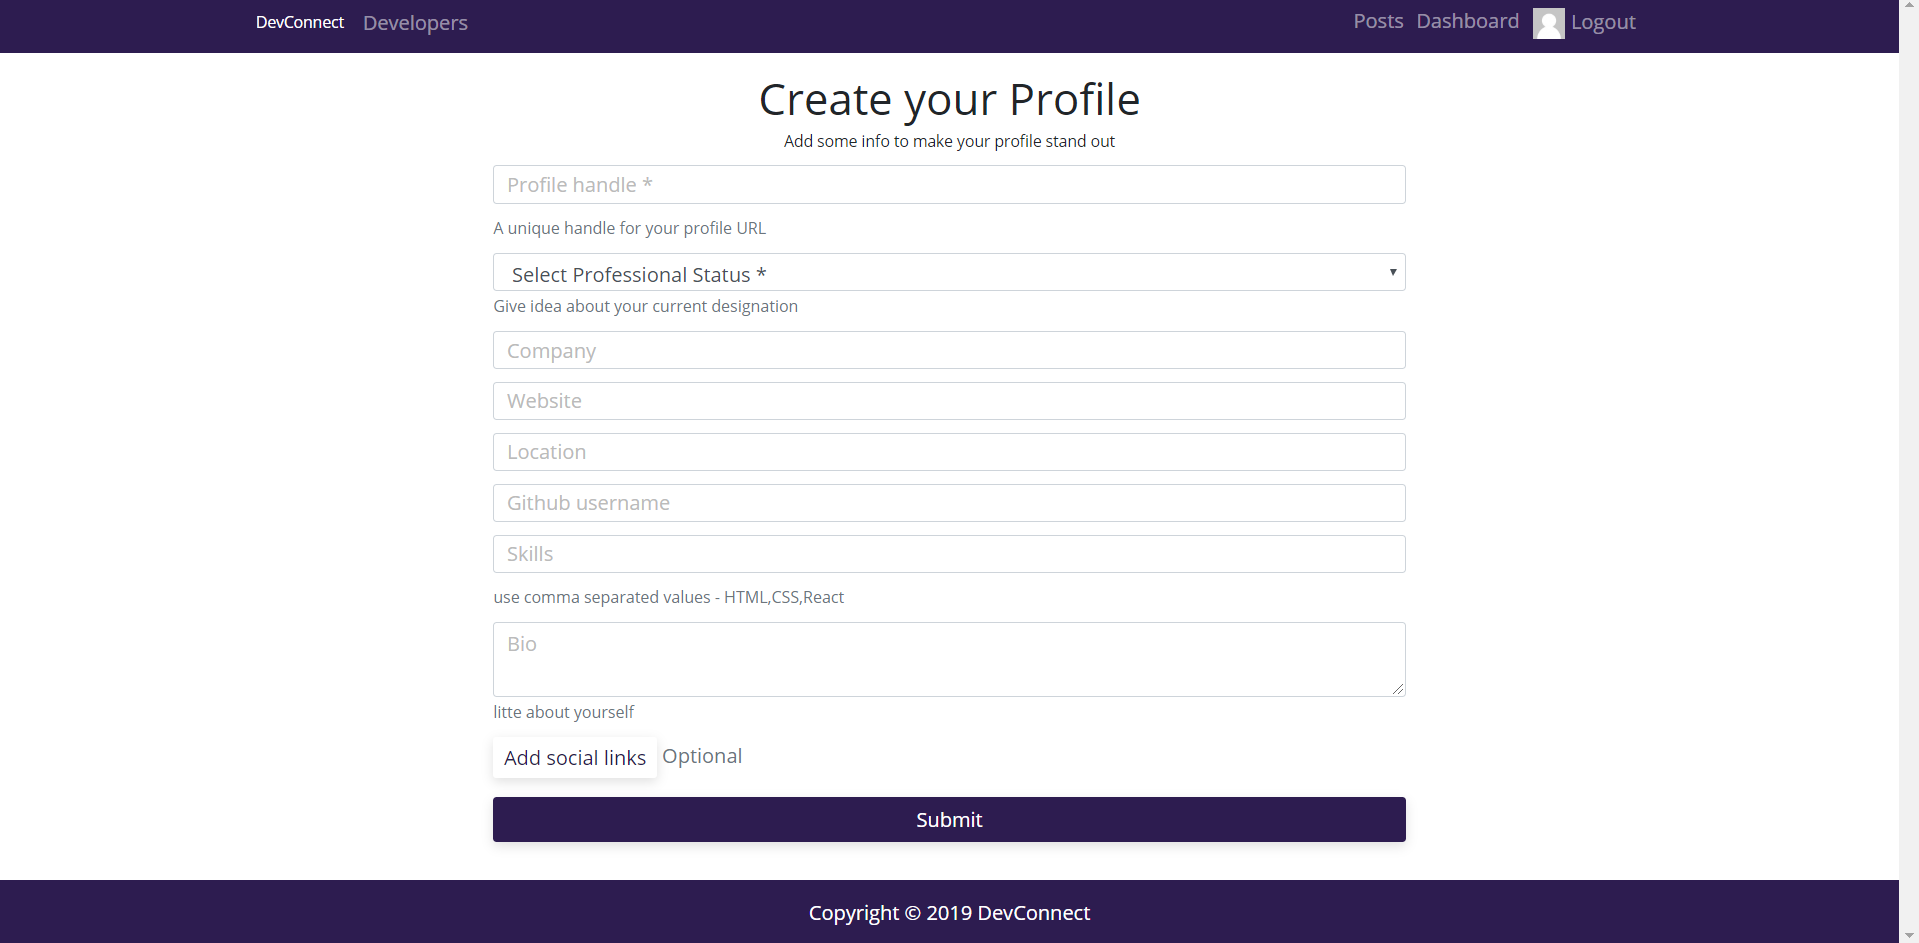 DevConnect Developers Posts Dashboard Logout
Create your Profile
Add some info to make your profile stand out
Profile handle *
A unique handle for your profile URL
Select Professional Status *
Give idea about your current designation
Company
Website
Location
Github username
Skills
use comma separated values - HTML,CSS,React
Bio
litte about yourself
Add social links Optional
Submit
Copyright © 2019 DevConnect